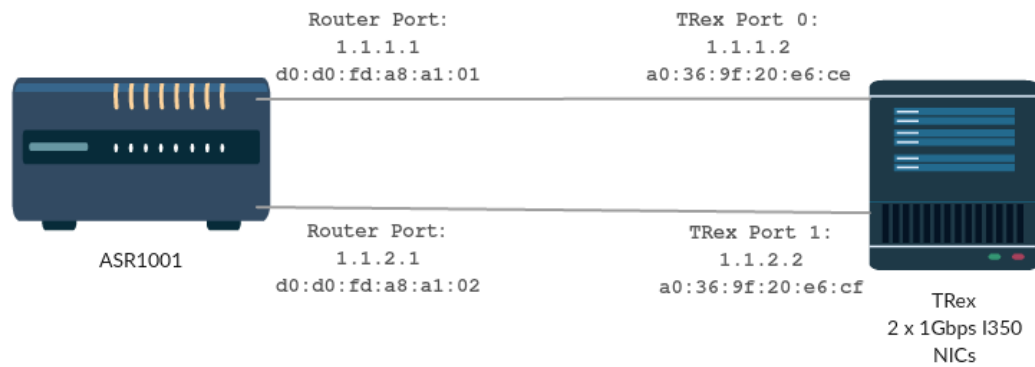 Router Port:
1.1.1.1
d0:d0:fd:a8:a1:01
TRex Port 0:
1.1.1.2
a0:36:9f:20:e6:ce
Router Port:
1.1.2.1
d0:d0:fd:a8:a1:02
TRex Port 1:
1.1.2.2
a0:36:9f:20:e6:cf
ASR1001
TRex
2 x 1Gbps I350
NICs